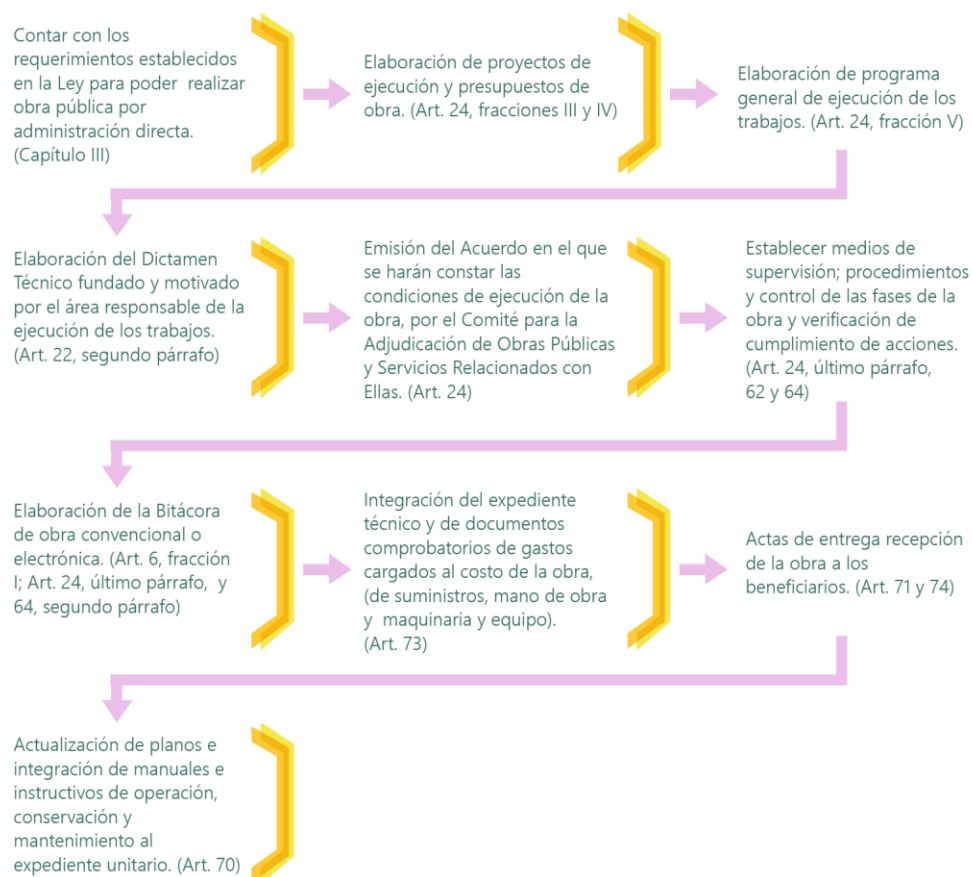 Contar con los
requerimientos establecidos
en la Ley para poder realizar
obra pública por
administración directa.
(Capítulo III)
Elaboración de proyectos de
ejecución y presupuestos de
obra. (Art. 24, fracciones III y IV)
Elaboración de programa
general de ejecución de los
trabajos. (Art. 24, fracción V)
Elaboración del Dictamen
Técnico fundado y motivado
por el área responsable de la
ejecución de los trabajos.
(Art. 22, segundo párrafo)
Emisión del Acuerdo en el que
se harán constar las
condiciones de ejecución de la
obra, por el Comité para la
Adjudicación de Obras Públicas
y Servicios Relacionados con
Ellas. (Art. 24)
Establecer medios de
supervisión; procedimientos
y control de las fases de la
obra y verificación de
cumplimiento de acciones.
(Art. 24, último párrafo,
62 y 64)
Elaboración de la Bitácora
de obra convencional o
electrónica. (Art. 6, fracción
I; Art. 24, último párrafo, y
64, segundo párrafo)
Integración del expediente
técnico y de documentos
comprobatorios de gastos
cargados al costo de la obra,
(de suministros, mano de obra
y maquinaria y equipo).
(Art. 73)
Actas de entrega recepción
de la obra a los
beneficiarios. (Art. 71 y 74)
Actualización de planos e
integración de manuales e
instructivos de operación,
conservación y
mantenimiento al
expediente unitario. (Art. 70)